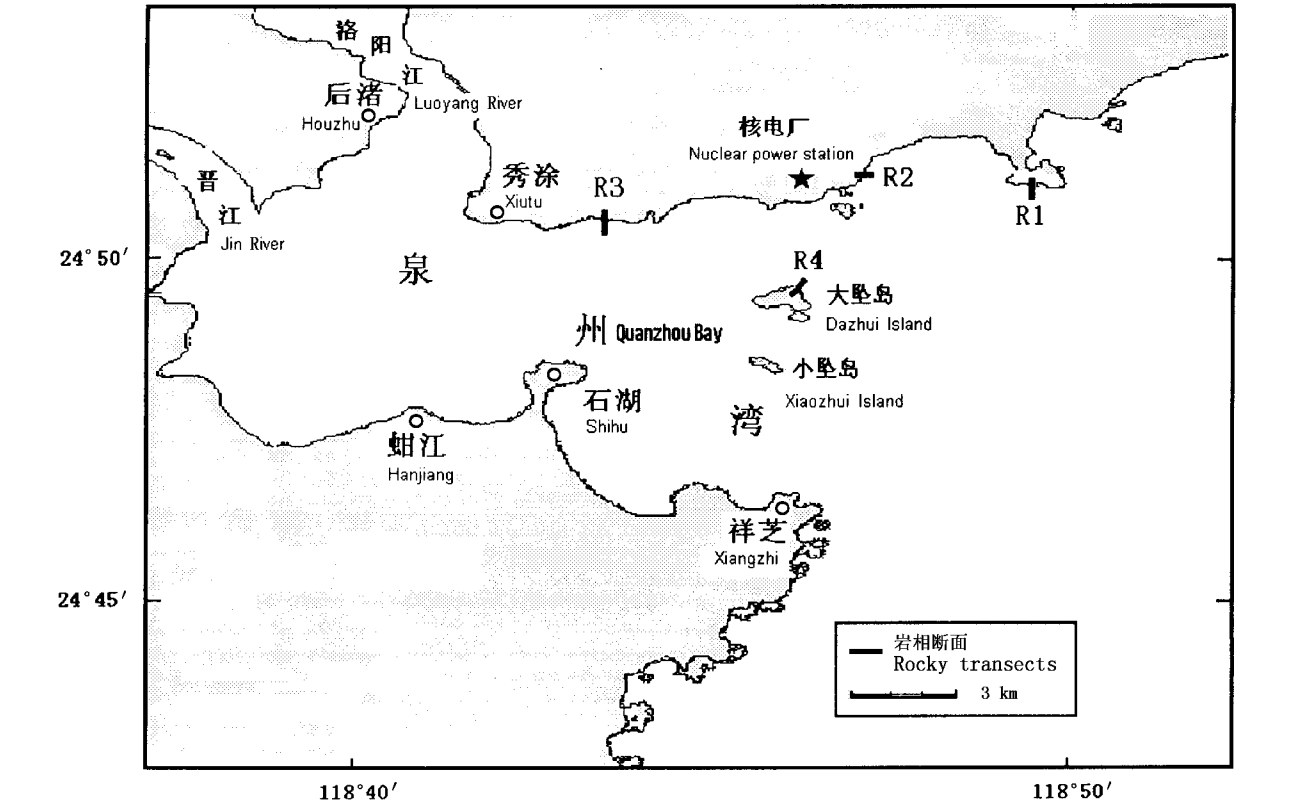 洛
阳
江
Luoyang River
后渚
Houzhu
核电厂
Nuclear power station
晋
江
Jin River
秀涂
Xiutu
R3
R2
R1
24°50′
泉
R4
大坠岛
Dazhui Island
州 Quanzhou Bay
小坠岛
Xiaozhui Island
石湖
Shihu
湾
蚶江
Hanjiang
祥芝
Xiangzhi
24°45′
岩相断面
Rocky transects
3 km
118°40′
118°50′